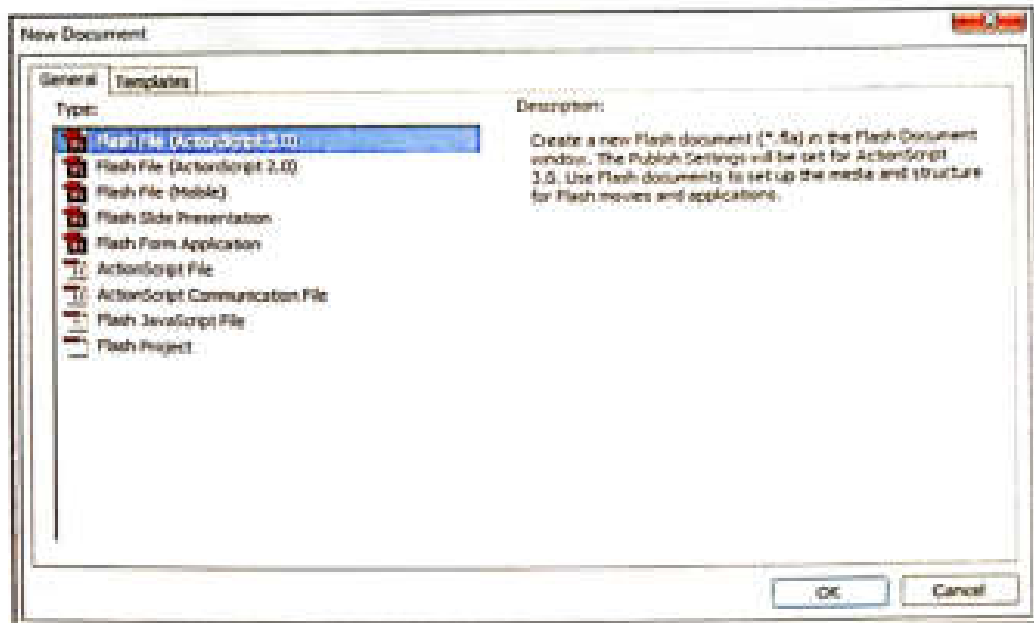 New Document
General Templates
Type:
Flash File (ActionScript 3.0)
Flash File (ActionScript 2.0)
Flash File (Mobile)
Flash Slide Presentation
Flash Form Application
ActionScript File
ActionScript Communication File
Flash JavaScript File
Flash Project
Description:
Create a new Flash document (*.fla) in the Flash Document
window. The Publish Settings will be set for ActionScript
3.0. Use Flash documents to set up the media and structure
for Flash movies and applications.
OK Cancel